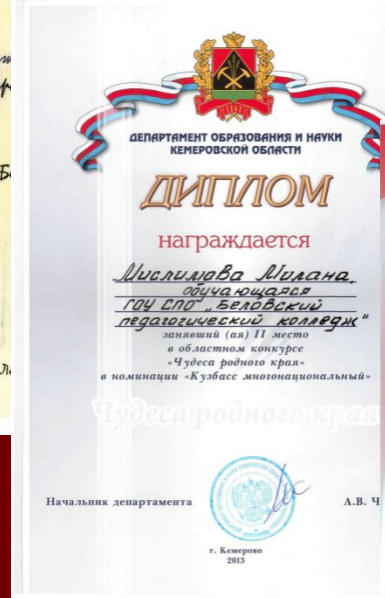 ДЕПАРТАМЕНТ ОБРАЗОВАНИЯ И НАУКИ
КЕМЕРОВСКОЙ ОБЛАСТИ
ДИПЛОМ
награждается
Мислимова Милана,
обучающаяся
ГОУ СПО „Беловский
педагогический колледж"
занявший (ая) II место
в областном конкурсе
«Чудеса родного края»
в номинации «Кузбасс многонациональный»
Чудеса родного края
Начальник департамента А.В. Ч
г. Кемерово
2013